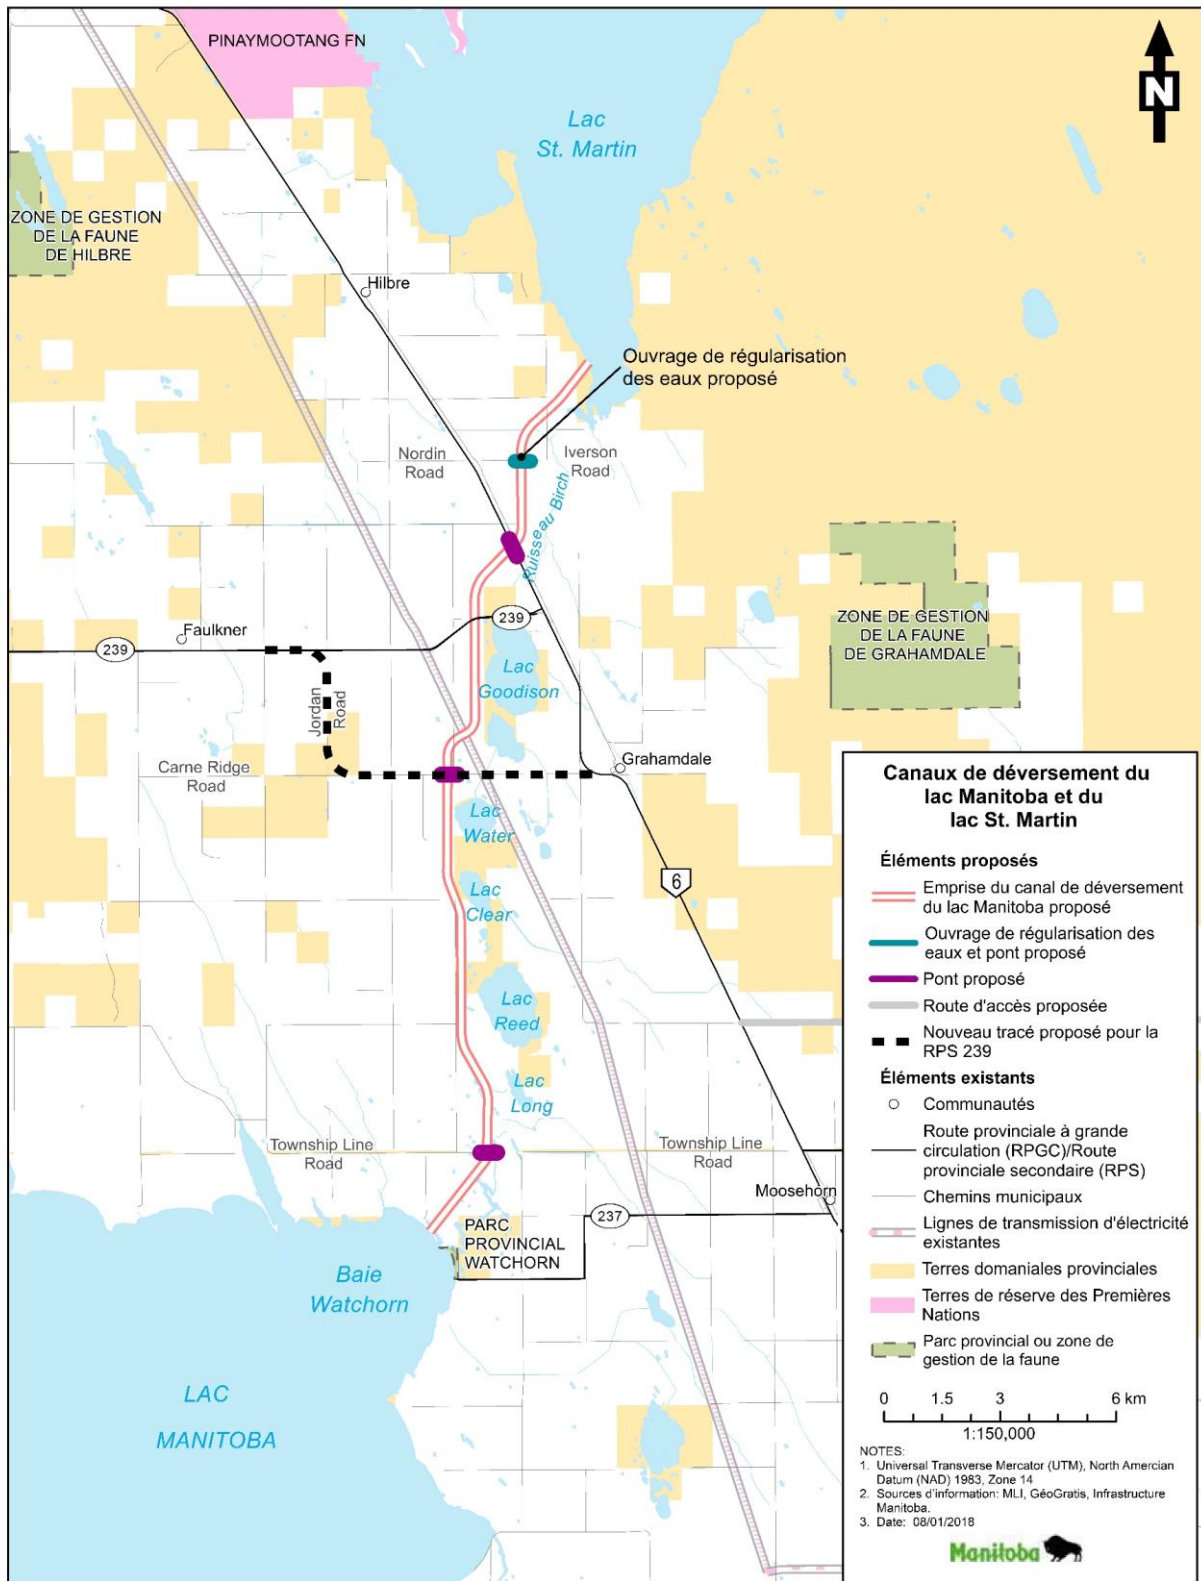 PINAYMOOTANG FN
N
Lac
St. Martin
ZONE DE GESTION
DE LA FAUNE
DE HILBRE
Hilbre
Ouvrage de régularisation
des eaux proposé
Nordin
Road
Iverson
Road
Ruisseau Birch
239
Faulkner
239
Lac
Goodison
ZONE DE GESTION
DE LA FAUNE
DE GRAHAMDALE
Jordan
Road
Carne Ridge
Road
Grahamdale
Lac
Water
6
Lac
Clear
Lac
Reed
Lac
Long
Township Line
Road
Township Line
Road
Moosehorn
237
PARC
PROVINCIAL
WATCHORN
Baie
Watchorn
LAC
MANITOBA
Canaux de déversement du
lac Manitoba et du
lac St. Martin
Éléments proposés
Emprise du canal de déversement
du lac Manitoba proposé
Ouvrage de régularisation des
eaux et pont proposé
Pont proposé
Route d'accès proposée
Nouveau tracé proposé pour la
RPS 239
Éléments existants
Communautés
Route provinciale à grande
circulation (RPGC)/Route
provinciale secondaire (RPS)
Chemins municipaux
Lignes de transmission d'électricité
existantes
Terres domaniales provinciales
Terres de réserve des Premières
Nations
Parc provincial ou zone de
gestion de la faune
0 1.5 3 6 km
1:150,000
NOTES:
1. Universal Transverse Mercator (UTM), North Amercian
Datum (NAD) 1983, Zone 14
2. Sources d'information: MLI, GéoGratis, Infrastructure
Manitoba.
3. Date: 08/01/2018
Manitoba